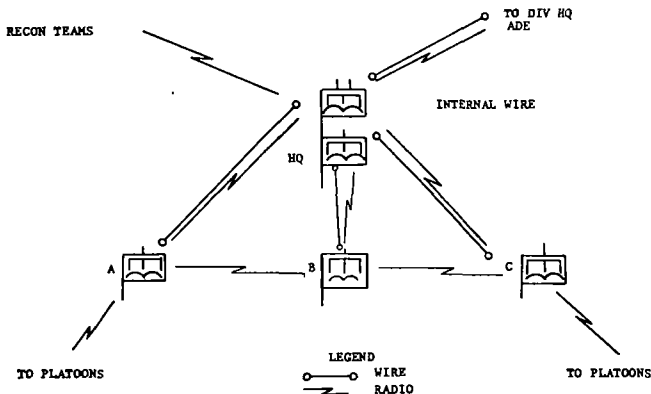 RECON TEAMS
TO DIV HQ
ADE
INTERNAL WIRE
HQ
A
B
C
TO PLATOONS
TO PLATOONS
LEGEND
WIRE
RADIO